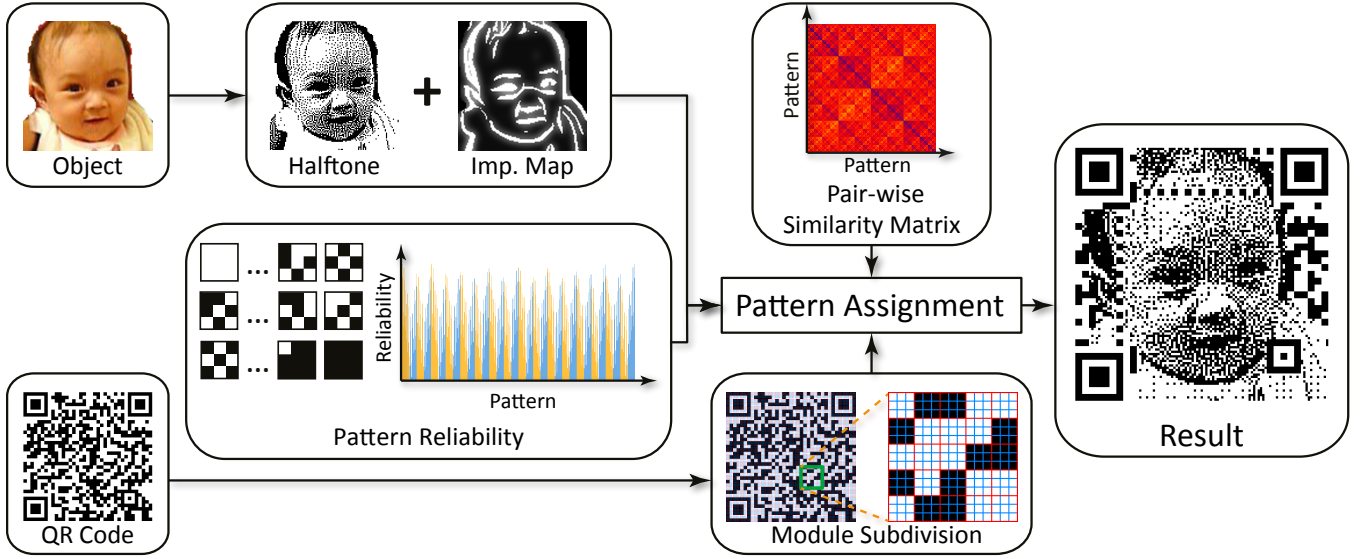 Object
Halftone
+
Imp. Map
Pattern
Pattern
Pair-wise
Similarity Matrix
...
...
...
Reliability
Pattern
Pattern Reliability
Pattern Assignment
QR Code
Module Subdivision
Result